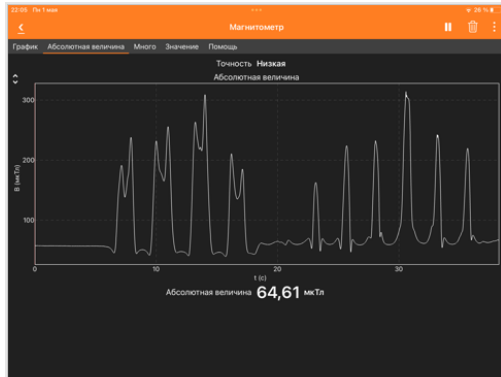 22:05 Пн 1 мая
26 %
Магнитометр
График Абсолютная величина Много Значение Помощь
Точность Низкая
Абсолютная величина
B (мкТл)
300
200
100
0 10 20 30
t (c)
Абсолютная величина 64,61 мкТл